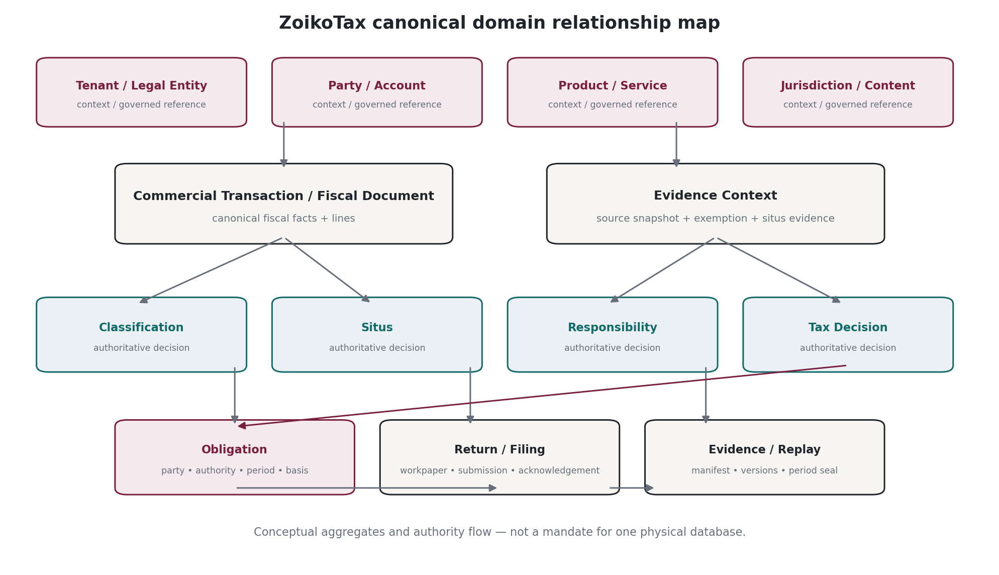 ZoikoTax canonical domain relationship map
Tenant / Legal Entity
context / governed reference
Party / Account
context / governed reference
Product / Service
context / governed reference
Jurisdiction / Content
context / governed reference
Commercial Transaction / Fiscal Document
canonical fiscal facts + lines
Evidence Context
source snapshot + exemption + situs evidence
Classification
authoritative decision
Situs
authoritative decision
Responsibility
authoritative decision
Tax Decision
authoritative decision
Obligation
party • authority • period • basis
Return / Filing
workpaper • submission • acknowledgement
Evidence / Replay
manifest • versions • period seal
Conceptual aggregates and authority flow — not a mandate for one physical database.